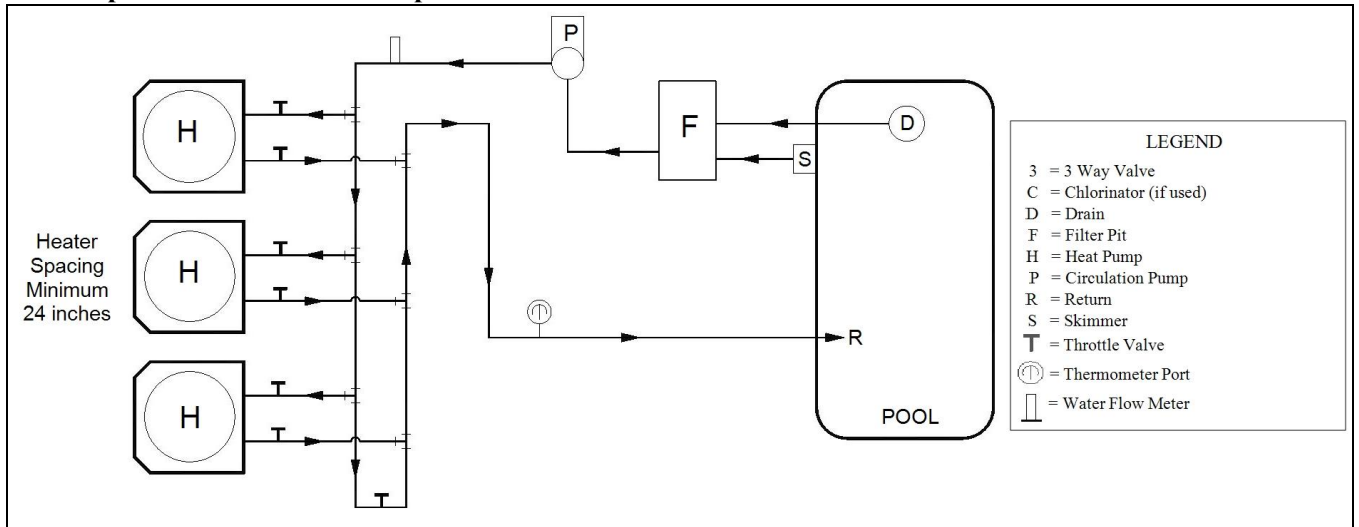 P
H
F
D
S
H
Heater
Spacing
Minimum
24 inches
R
H
T
T
T
T
T
T
T
POOL
LEGEND
3 = 3 Way Valve
C = Chlorinator (if used)
D = Drain
F = Filter Pit
H = Heat Pump
P = Circulation Pump
R = Return
S = Skimmer
T = Throttle Valve
= Thermometer Port
= Water Flow Meter